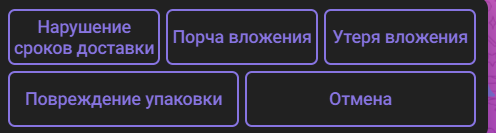 Нарушение
сроков доставки
Порча вложения
Утеря вложения
Повреждение упаковки
Отмена